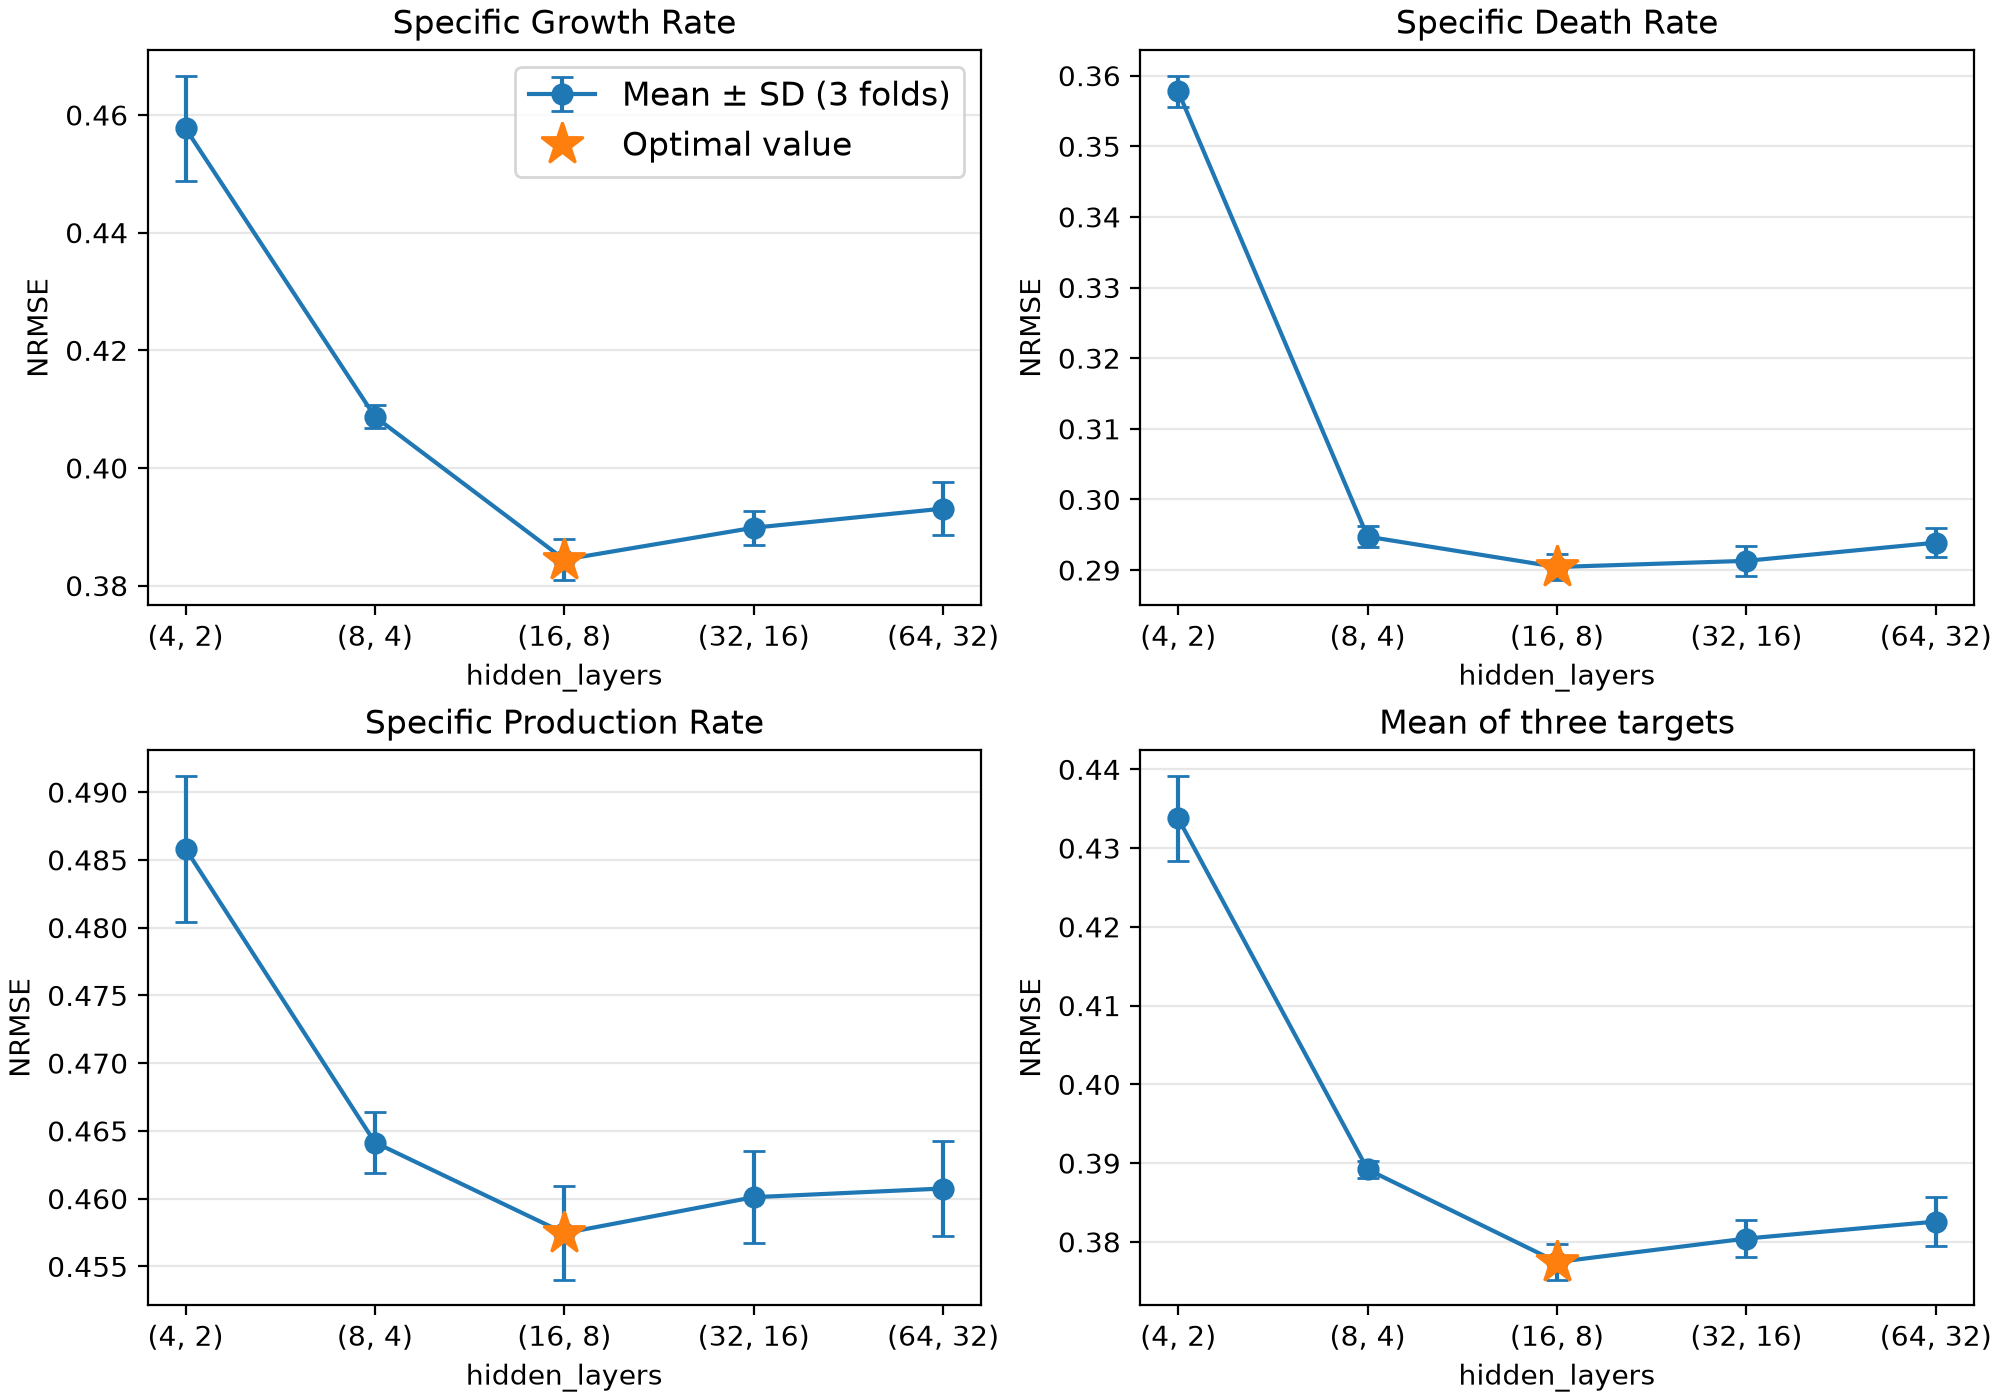 Specific Growth Rate
NRMSE
0.46
0.44
0.42
0.40
0.38
Mean ± SD (3 folds)
Optimal value
(4, 2) (8, 4) (16, 8) (32, 16) (64, 32)
hidden_layers
Specific Death Rate
NRMSE
0.36
0.35
0.34
0.33
0.32
0.31
0.30
0.29
(4, 2) (8, 4) (16, 8) (32, 16) (64, 32)
hidden_layers
Specific Production Rate
NRMSE
0.490
0.485
0.480
0.475
0.470
0.465
0.460
0.455
(4, 2) (8, 4) (16, 8) (32, 16) (64, 32)
hidden_layers
Mean of three targets
NRMSE
0.44
0.43
0.42
0.41
0.40
0.39
0.38
(4, 2) (8, 4) (16, 8) (32, 16) (64, 32)
hidden_layers